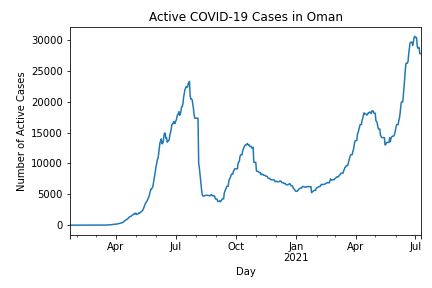 Active COVID-19 Cases in Oman
30000
25000
20000
15000
10000
5000
0
Number of Active Cases
Apr Jul Oct Jan Apr Jul
2021
Day